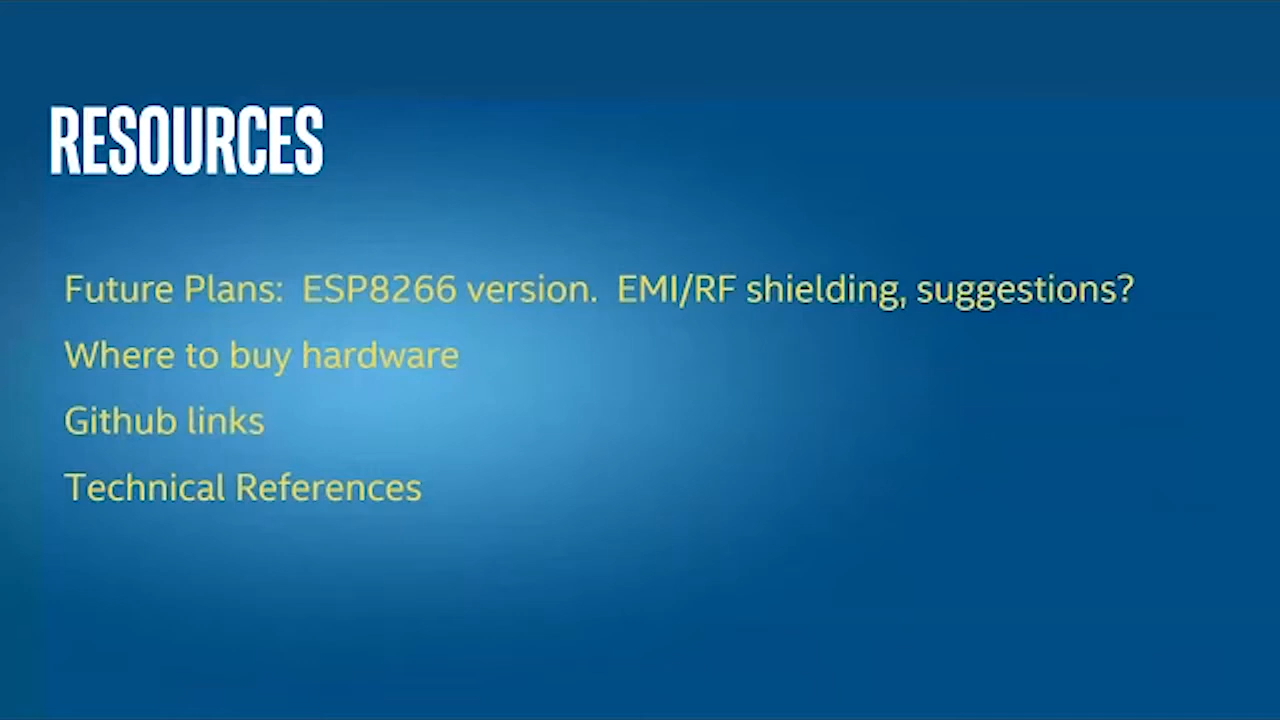 RESOURCES
Future Plans:  ESP8266 version.  EMI/RF shielding, suggestions?
Where to buy hardware
Github links
Technical References